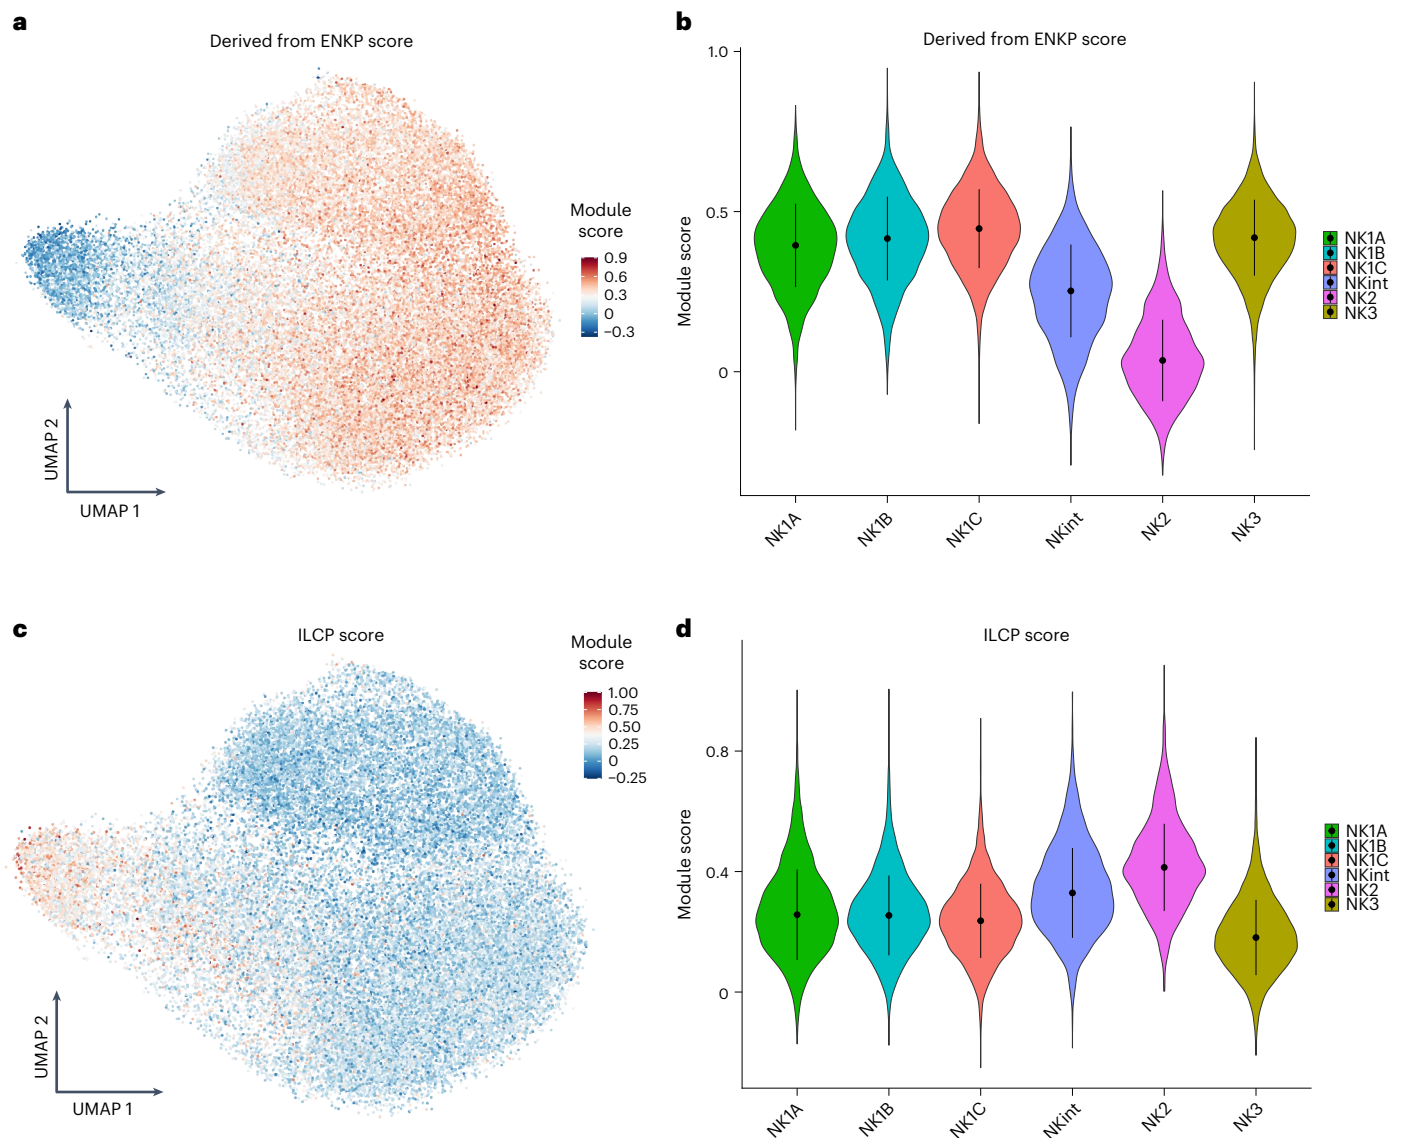 a
Derived from ENKP score
Module
score
0.9
0.6
0.3
0
−0.3
UMAP 2
UMAP 1
b
Derived from ENKP score
Module score
1.0
0.5
0
NK1A
NK1B
NK1C
NKint
NK2
NK3
NK1A
NK1B
NK1C
NKint
NK2
NK3
c
ILCP score
Module
score
1.00
0.75
0.50
0.25
0
−0.25
UMAP 2
UMAP 1
d
ILCP score
Module score
0.8
0.4
0
NK1A
NK1B
NK1C
NKint
NK2
NK3
NK1A
NK1B
NK1C
NKint
NK2
NK3